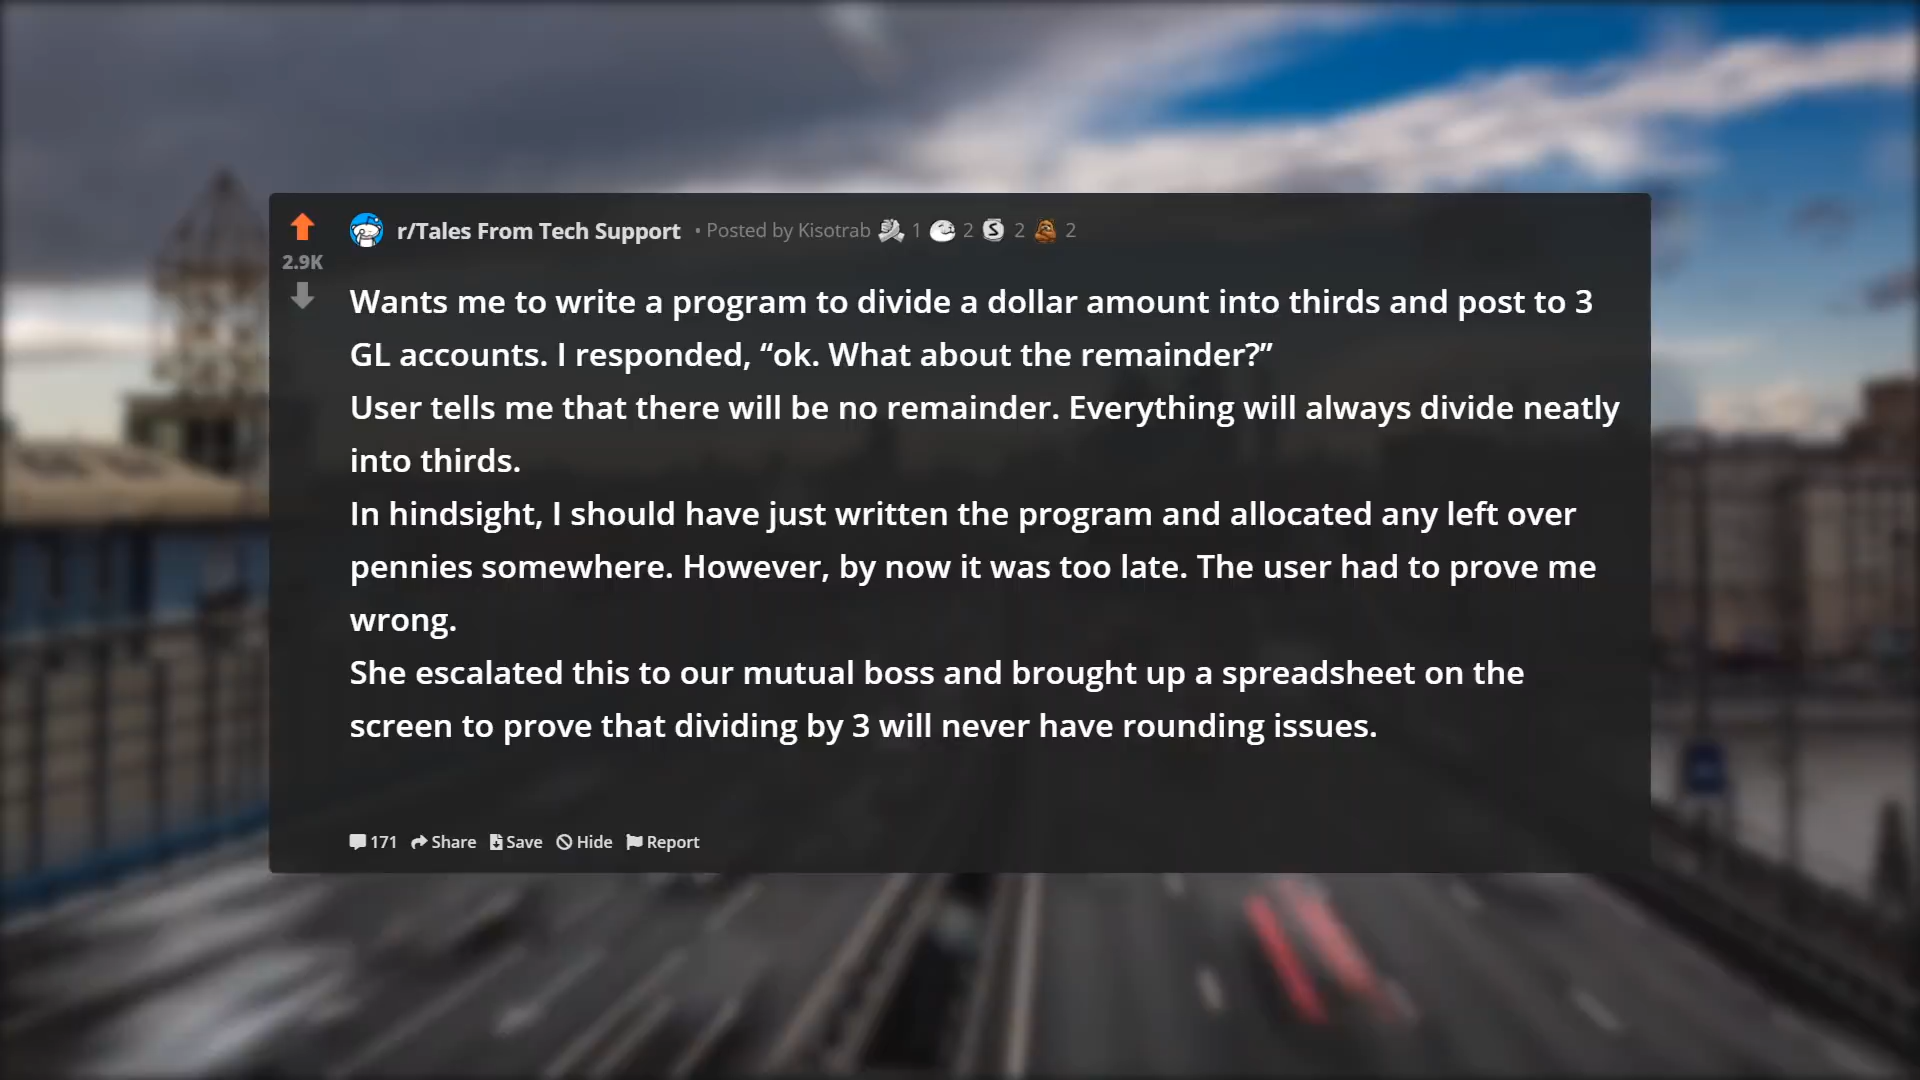 r/Tales From Tech Support • Posted by Kisotrab 1 2 S 2 2
2.9K
Wants me to write a program to divide a dollar amount into thirds and post to 3
GL accounts. I responded, “ok. What about the remainder?”
User tells me that there will be no remainder. Everything will always divide neatly
into thirds.
In hindsight, I should have just written the program and allocated any left over
pennies somewhere. However, by now it was too late. The user had to prove me
wrong.
She escalated this to our mutual boss and brought up a spreadsheet on the
screen to prove that dividing by 3 will never have rounding issues.
171 Share Save Hide Report